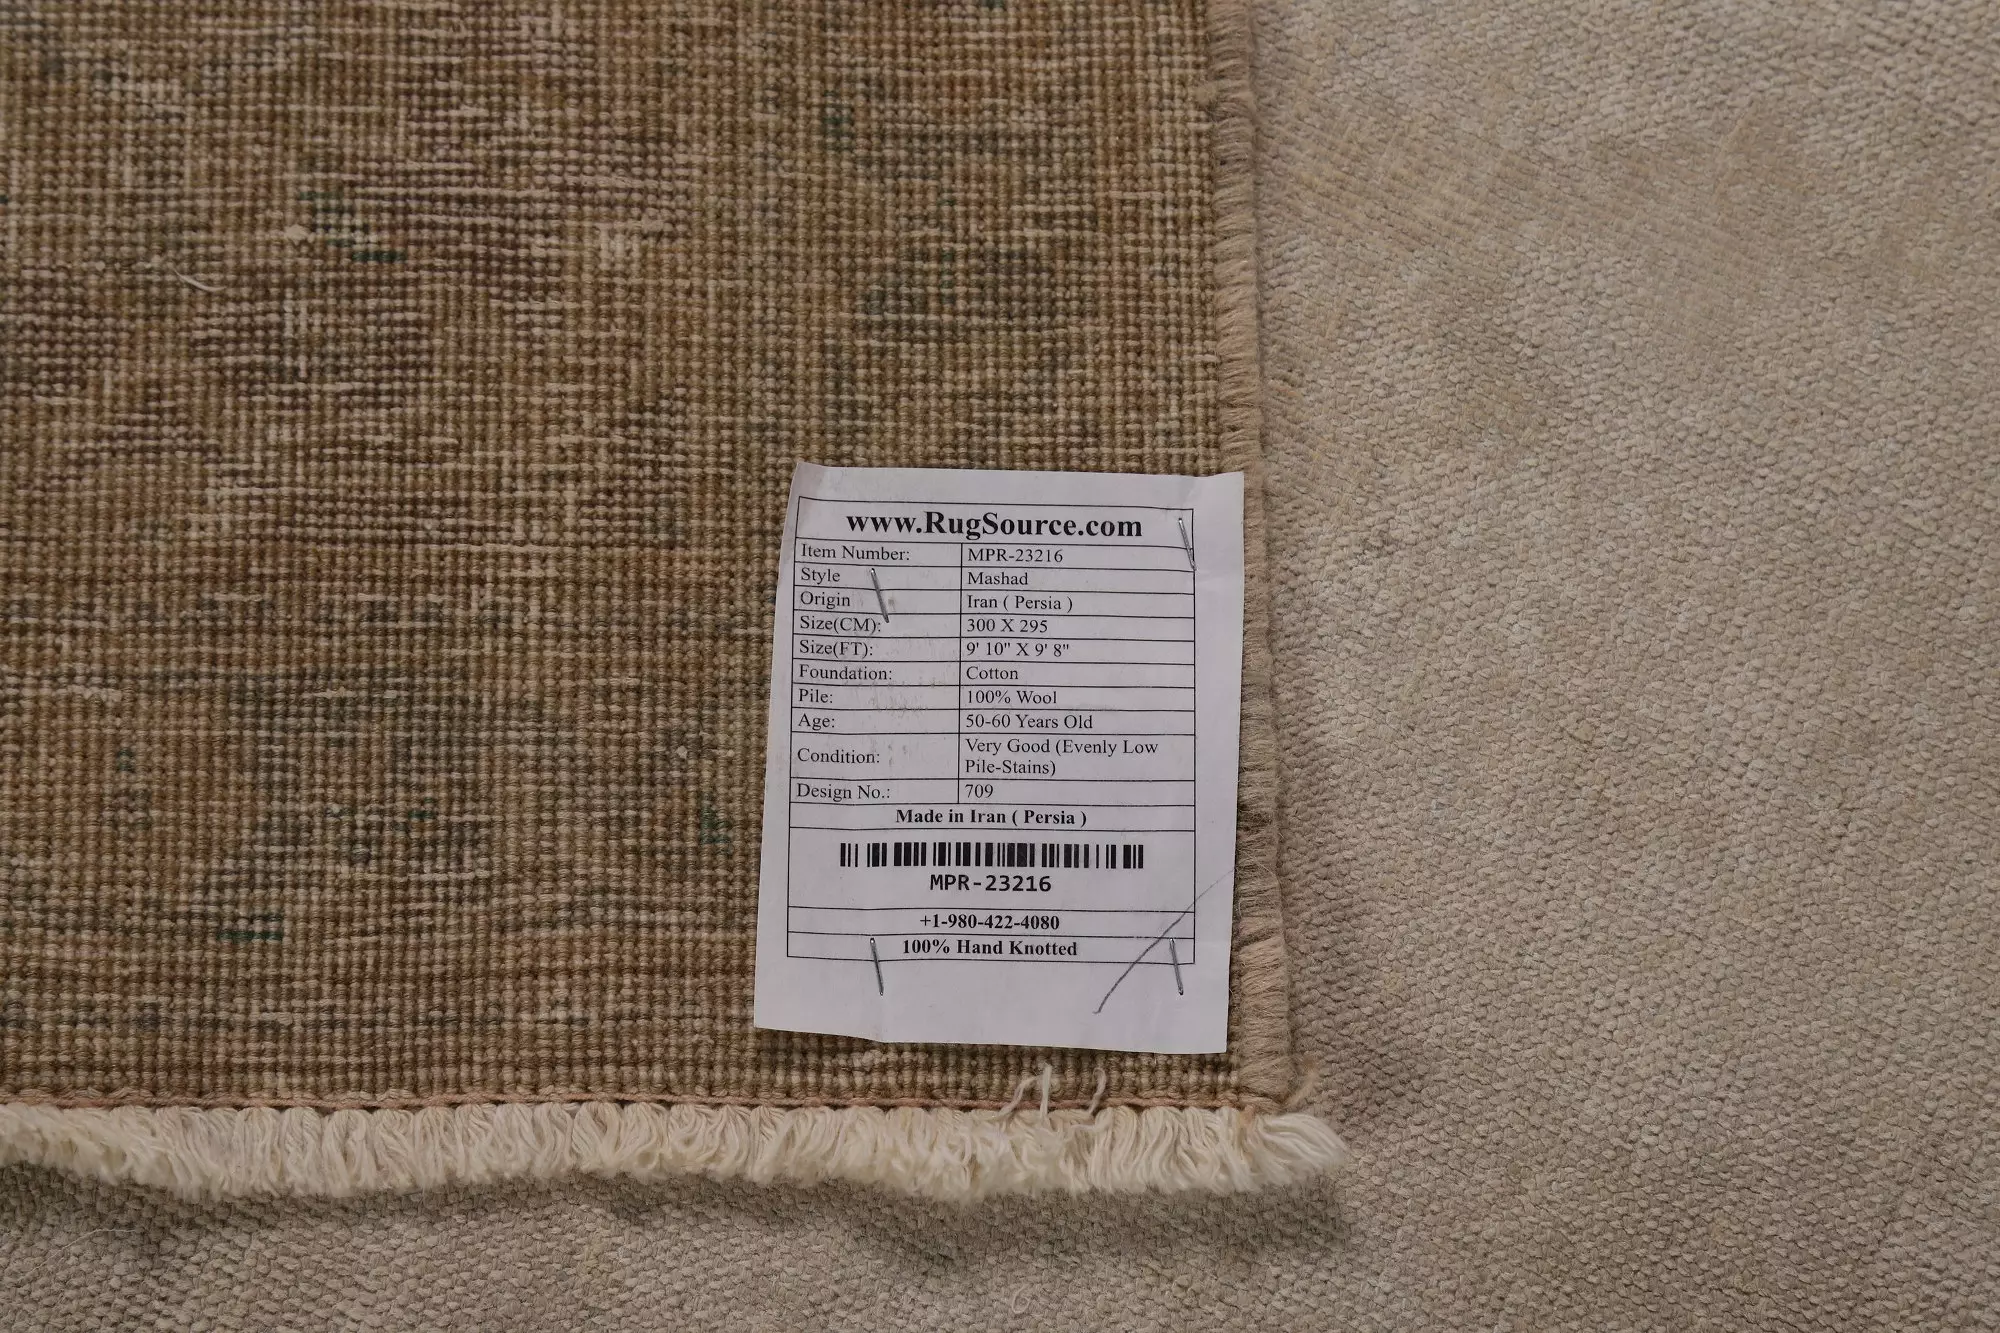 www.RugSource.com
Item Number: MPR-23216
Style Mashad
Origin Iran ( Persia )
Size(CM): 300 X 295
Size(FT): 9' 10" X 9' 8"
Foundation: Cotton
Pile: 100% Wool
Age: 50-60 Years Old
Condition: Very Good (Evenly Low
Pile-Stains)
Design No.: 709
Made in Iran ( Persia )
MPR-23216
+1-980-422-4080
100% Hand Knotted